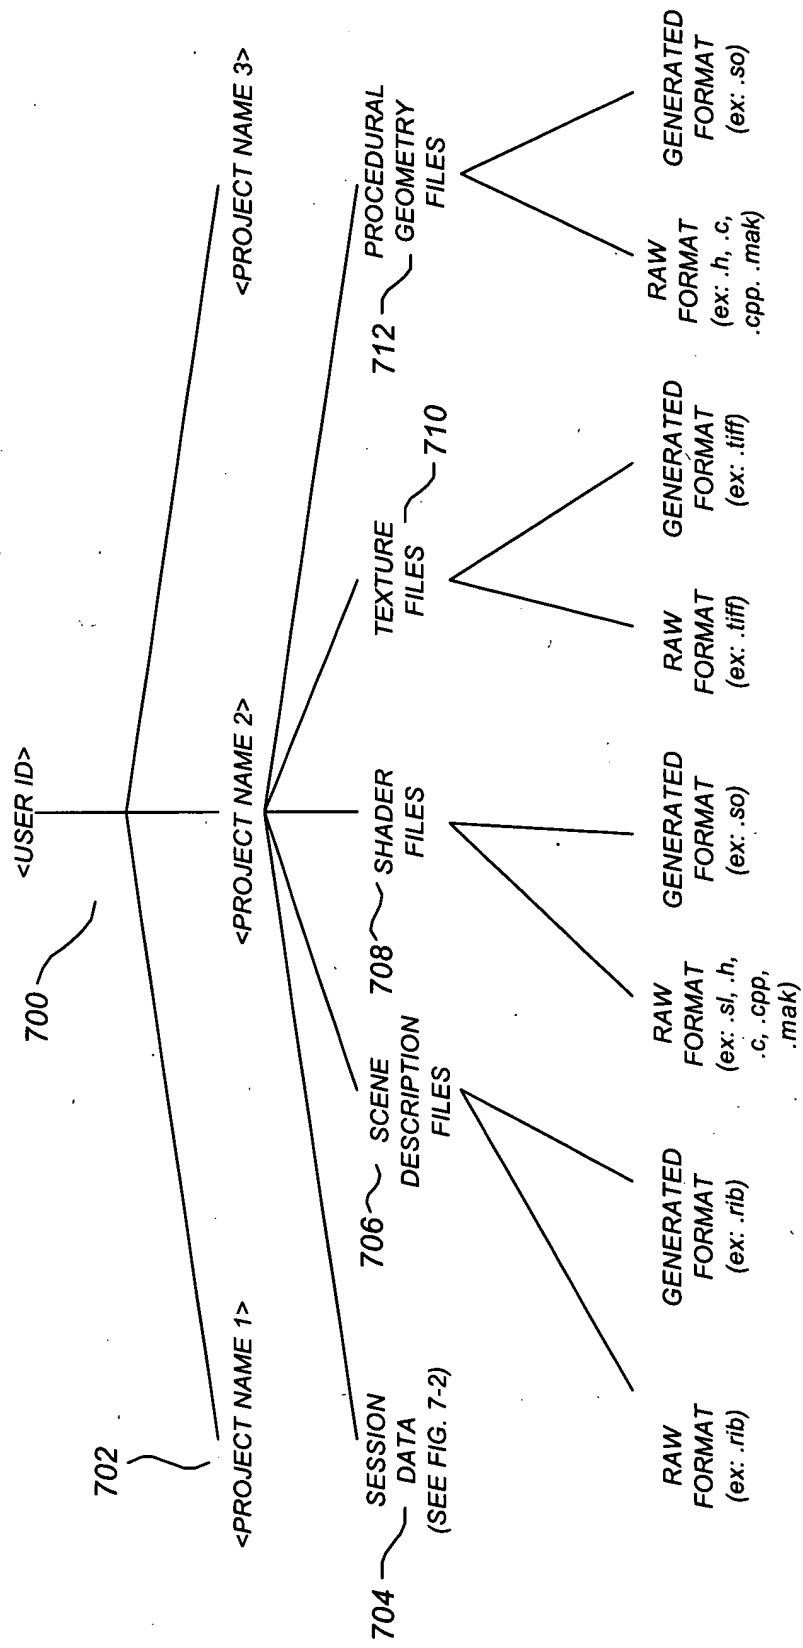 <USER ID>
700
702
<PROJECT NAME 1>
<PROJECT NAME 2>
<PROJECT NAME 3>
704
SESSION
DATA
(SEE FIG. 7-2)
706
SCENE
DESCRIPTION
FILES
708
SHADER
FILES
TEXTURE
FILES
710
712
PROCEDURAL
GEOMETRY
FILES
RAW
FORMAT
(ex: .rib)
GENERATED
FORMAT
(ex: .rib)
RAW
FORMAT
(ex: .sl, .h,
.c, .cpp,
.mak)
GENERATED
FORMAT
(ex: .so)
RAW
FORMAT
(ex: .tiff)
GENERATED
FORMAT
(ex: .tiff)
RAW
FORMAT
(ex: .h, .c,
.cpp. .mak)
GENERATED
FORMAT
(ex: .so)